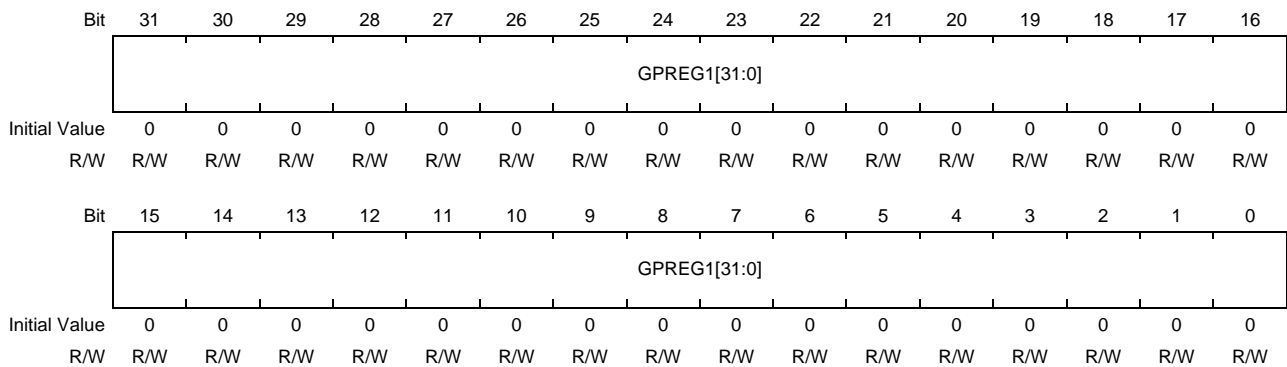 Bit 31 30 29 28 27 26 25 24 23 22 21 20 19 18 17 16
GPREG1[31:0]
Initial Value 0 0 0 0 0 0 0 0 0 0 0 0 0 0 0 0
R/W R/W R/W R/W R/W R/W R/W R/W R/W R/W R/W R/W R/W R/W R/W R/W R/W
Bit 15 14 13 12 11 10 9 8 7 6 5 4 3 2 1 0
GPREG1[31:0]
Initial Value 0 0 0 0 0 0 0 0 0 0 0 0 0 0 0 0
R/W R/W R/W R/W R/W R/W R/W R/W R/W R/W R/W R/W R/W R/W R/W R/W R/W